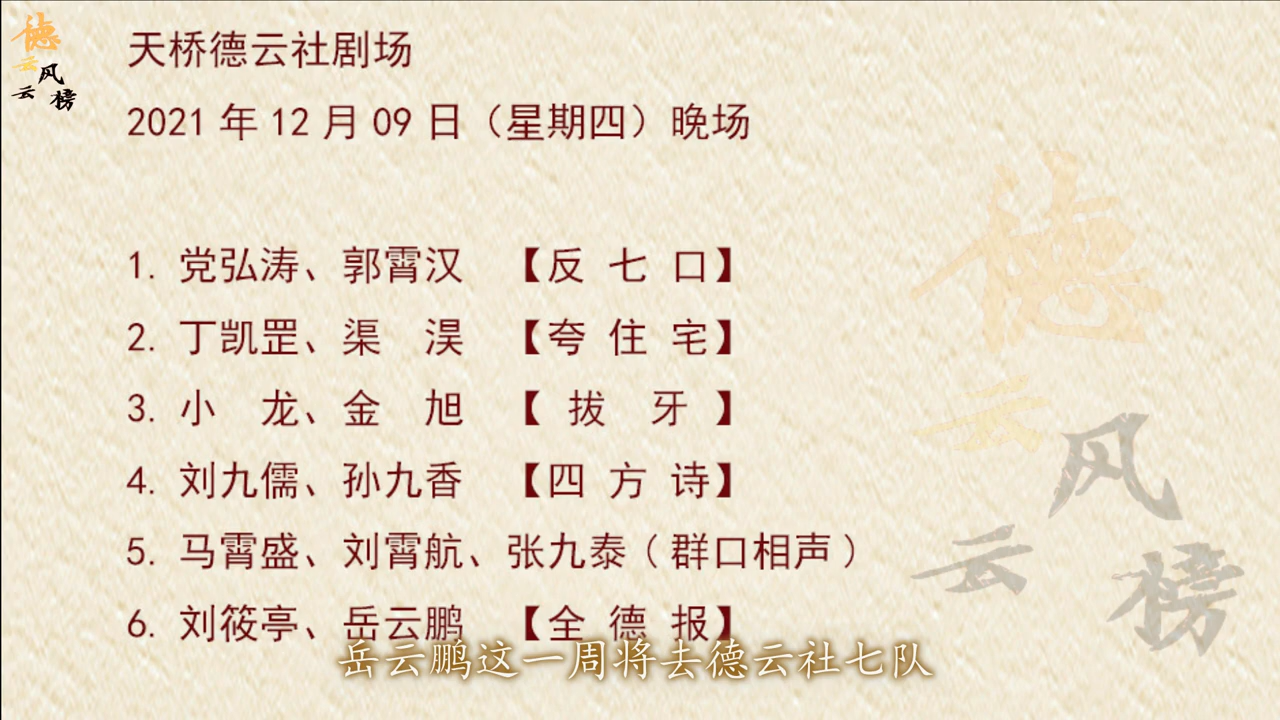 德云风云榜
天桥德云社剧场
2021年12月09日（星期四）晚场
1. 党弘涛、郭霄汉 【反七口】
2. 丁凯罡、渠 淏 【夸住宅】
3. 小 龙、金 旭 【拔 牙】
4. 刘九儒、孙九香 【四方诗】
5. 马霄盛、刘霄航、张九泰（群口相声）
6. 刘筱亭、岳云鹏 【全德报】
岳云鹏这一周将去德云社七队
德云风云榜